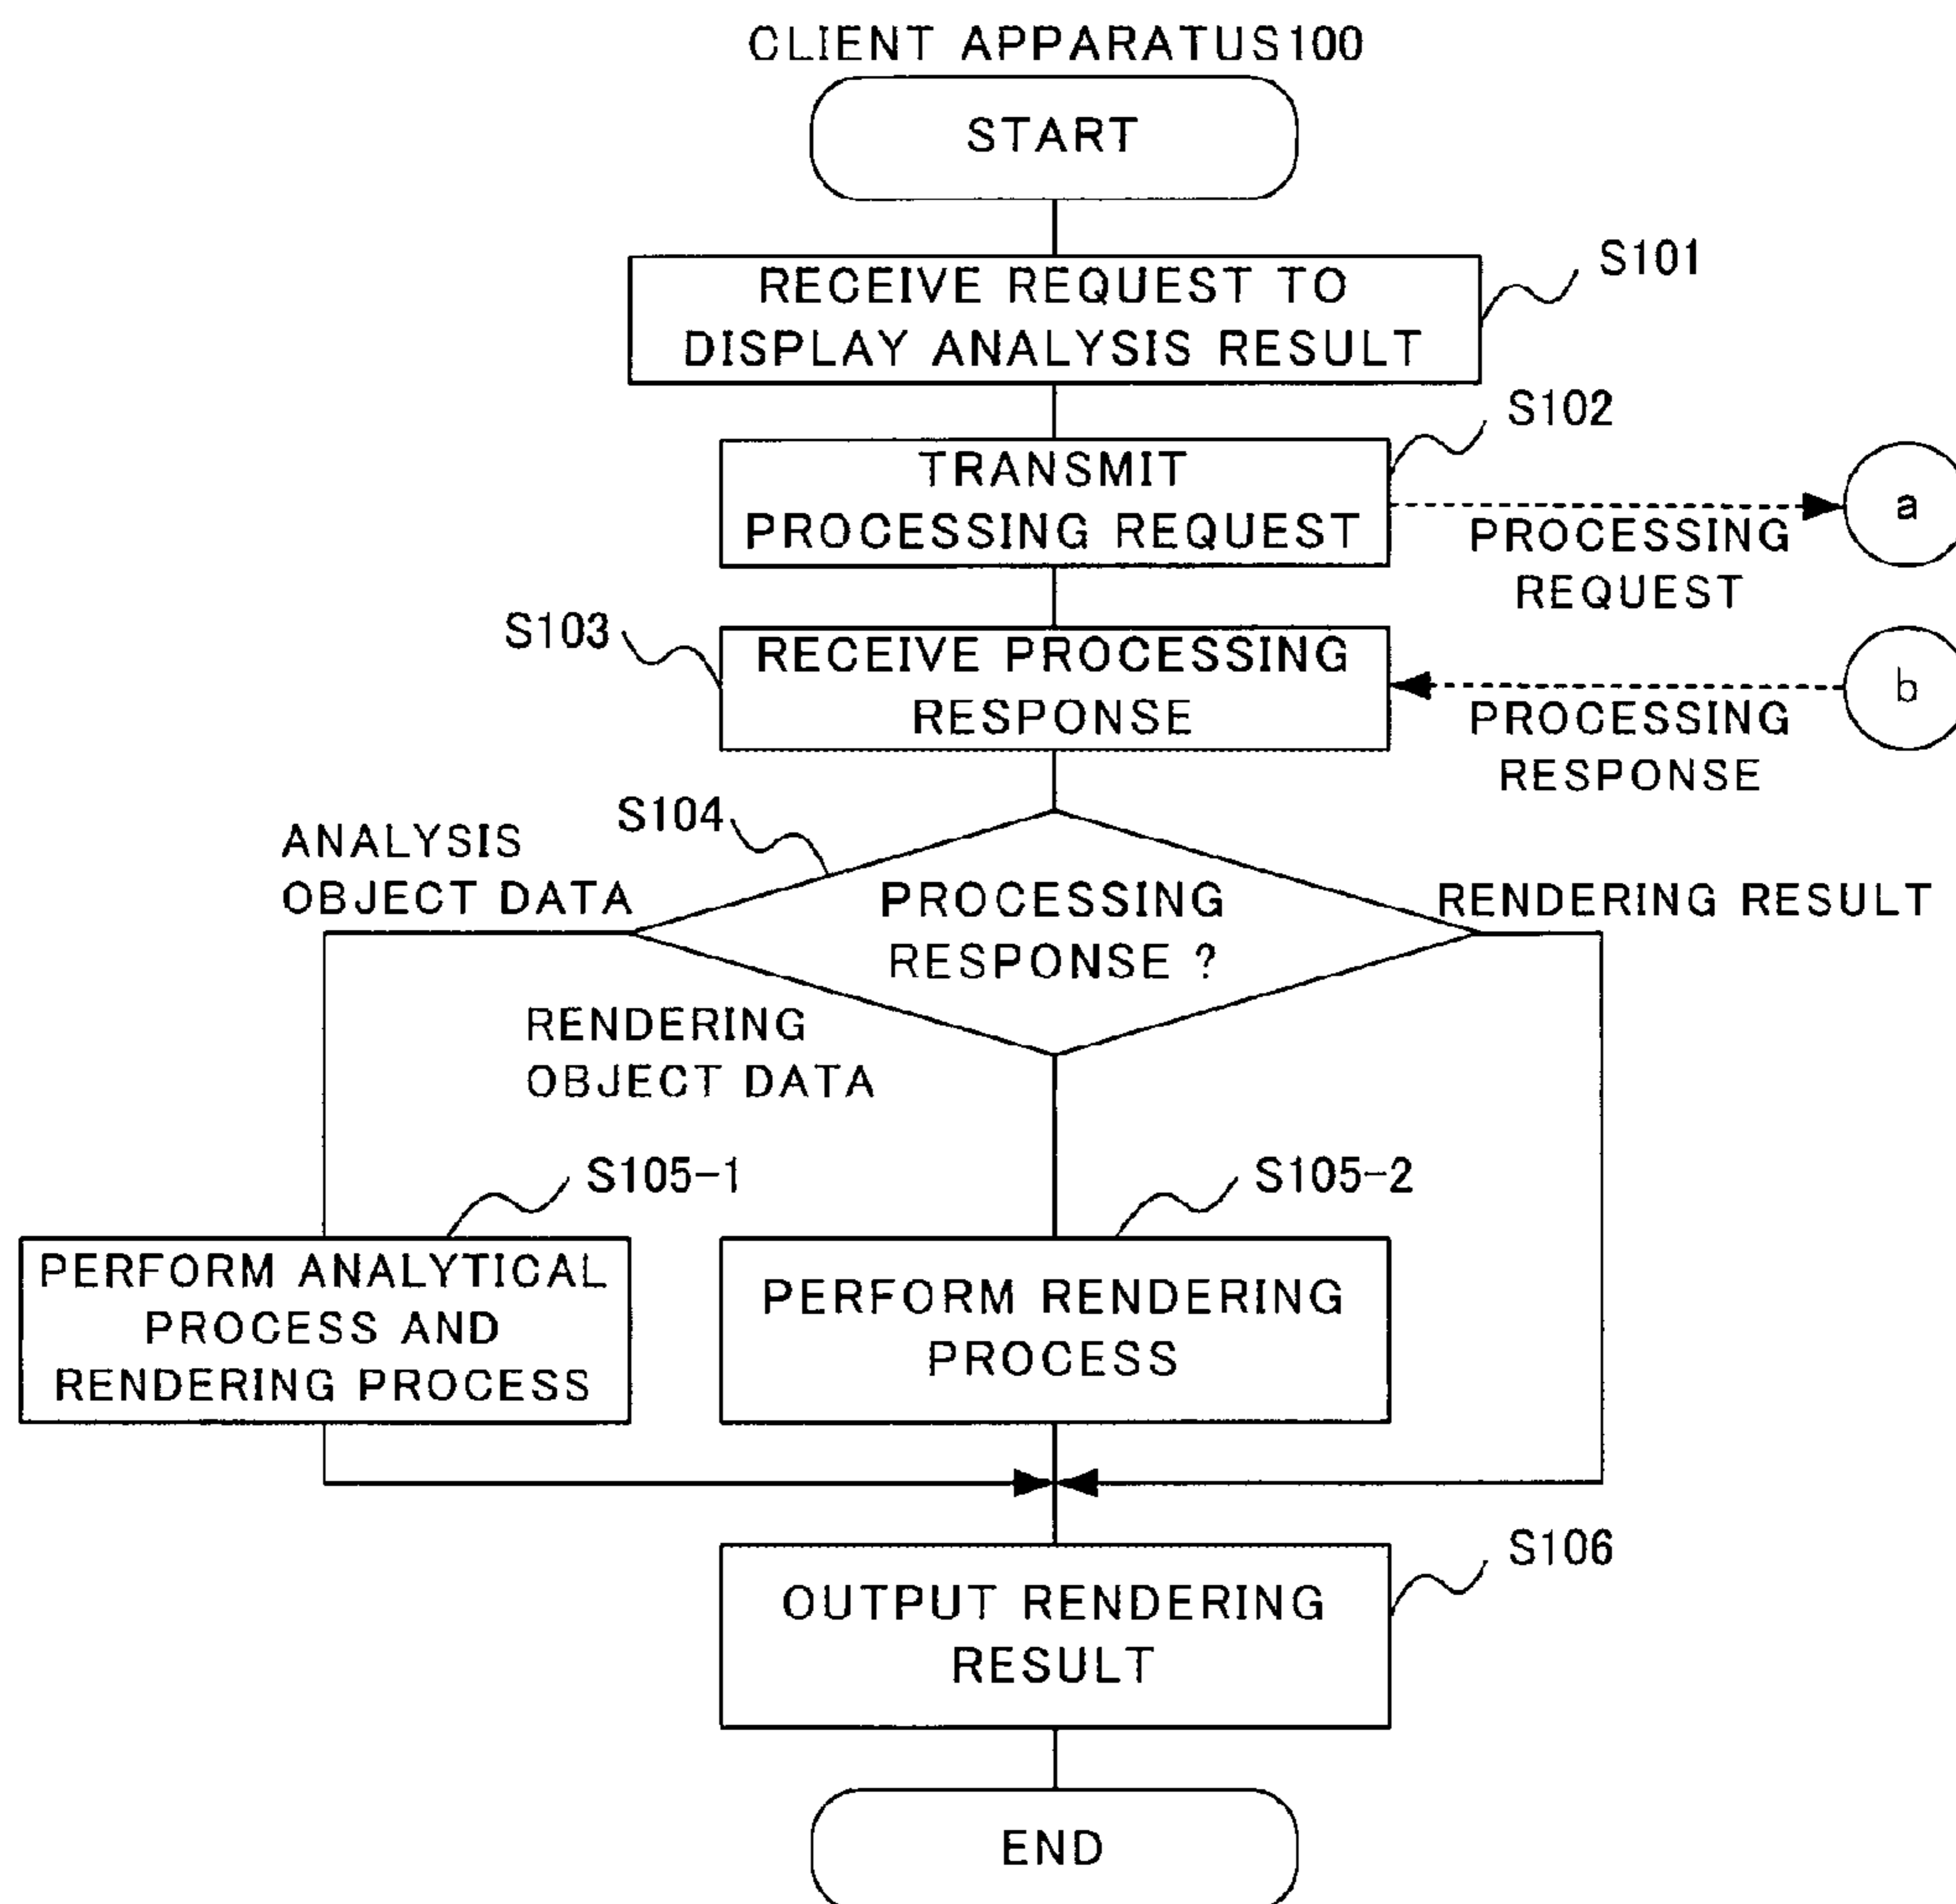 CLIENT APPARATUS100
START
S101
RECEIVE REQUEST TO
DISPLAY ANALYSIS RESULT
S102
TRANSMIT
PROCESSING REQUEST
a
PROCESSING
REQUEST
S103
RECEIVE PROCESSING
RESPONSE
b
PROCESSING
RESPONSE
S104
ANALYSIS
OBJECT DATA
PROCESSING
RESPONSE ?
RENDERING RESULT
RENDERING
OBJECT DATA
S105-1
S105-2
PERFORM ANALYTICAL
PROCESS AND
RENDERING PROCESS
PERFORM RENDERING
PROCESS
S106
OUTPUT RENDERING
RESULT
END